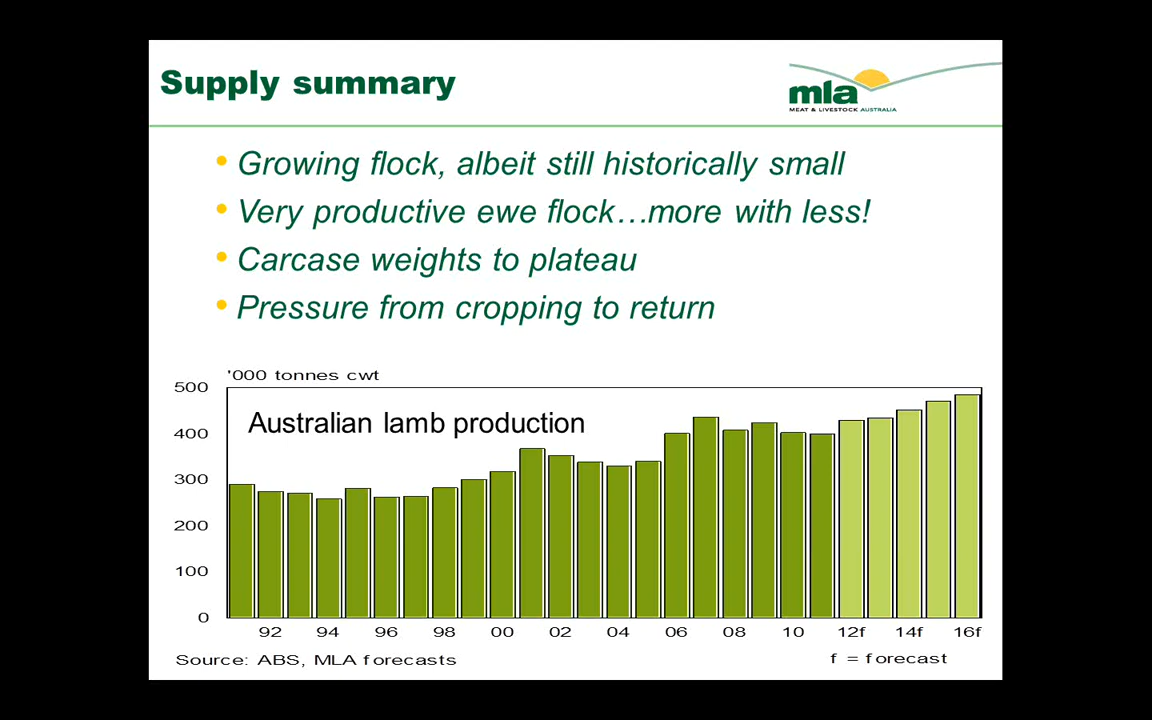 Supply summary
mla
MEAT & LIVESTOCK AUSTRALIA
• Growing flock, albeit still historically small
• Very productive ewe flock…more with less!
• Carcase weights to plateau
• Pressure from cropping to return
'000 tonnes cwt
Australian lamb production
500
400
300
200
100
0
92 94 96 98 00 02 04 06 08 10 12f 14f 16f
Source: ABS, MLA forecasts
f = forecast